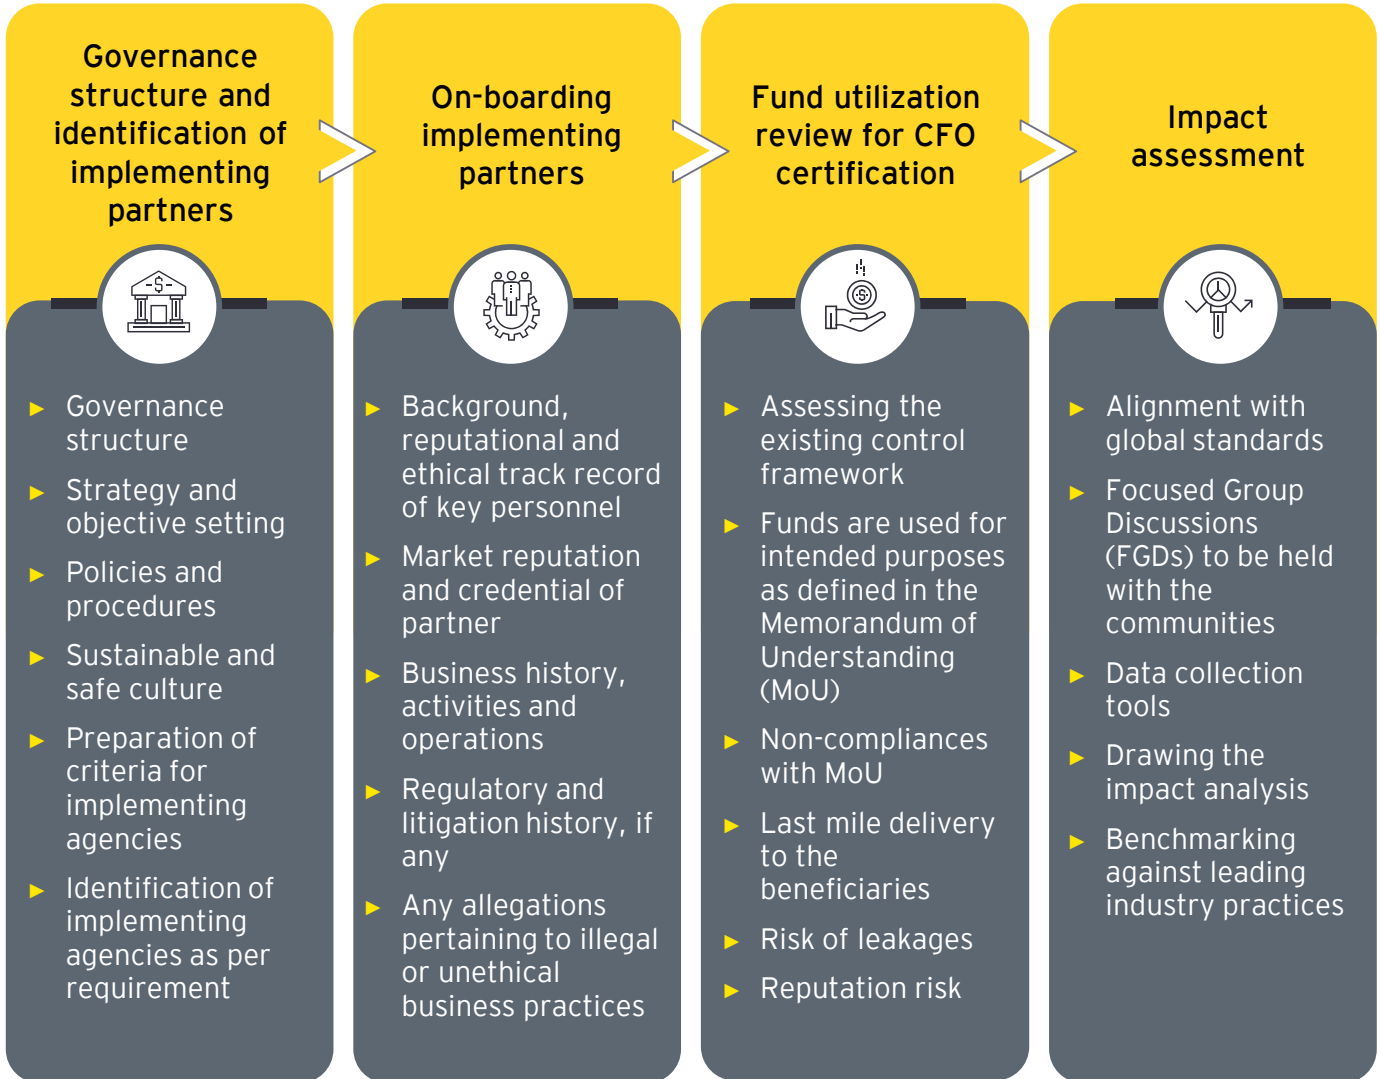 Governance
structure and
identification of
implementing
partners
On-boarding
implementing
partners
Fund utilization
review for CFO
certification
Impact
assessment
► Governance
structure
► Strategy and
objective setting
► Policies and
procedures
► Sustainable and
safe culture
► Preparation of
criteria for
implementing
agencies
► Identification of
implementing
agencies as per
requirement
► Background,
reputational and
ethical track record
of key personnel
► Market reputation
and credential of
partner
► Business history,
activities and
operations
► Regulatory and
litigation history, if
any
► Any allegations
pertaining to illegal
or unethical
business practices
► Assessing the
existing control
framework
► Funds are used for
intended purposes
as defined in the
Memorandum of
Understanding
(MoU)
► Non-compliances
with MoU
► Last mile delivery
to the
beneficiaries
► Risk of leakages
► Reputation risk
► Alignment with
global standards
► Focused Group
Discussions
(FGDs) to be held
with the
communities
► Data collection
tools
► Drawing the
impact analysis
► Benchmarking
against leading
industry practices